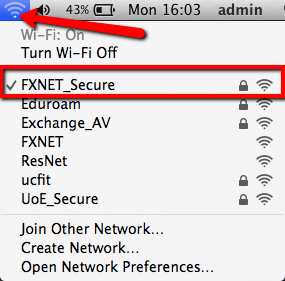 43% Mon 16:03 admin
Wi-Fi: On
Turn Wi-Fi Off
✓ FXNET_Secure
Eduroam
Exchange_AV
FXNET
ResNet
ucfit
UoE_Secure
Join Other Network...
Create Network...
Open Network Preferences...